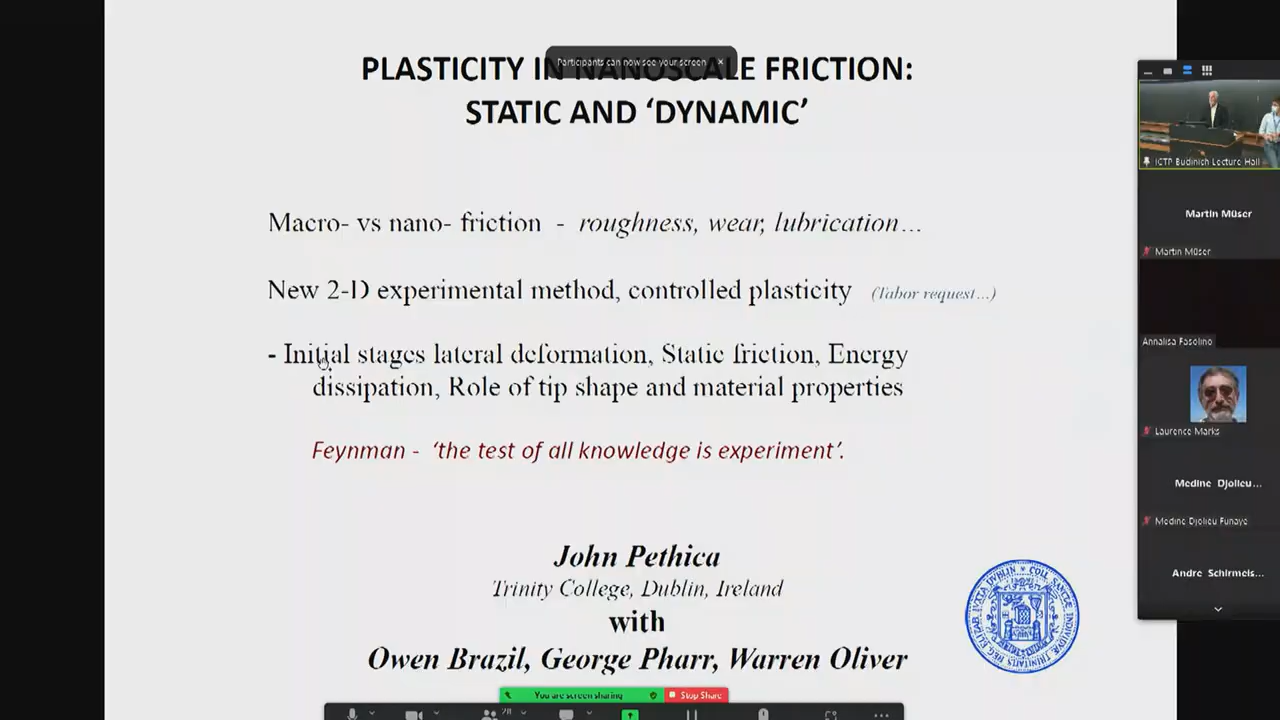 PLASTICITY IN NANOSCALE FRICTION:
Participants can now see your screen
STATIC AND ‘DYNAMIC’
Macro- vs nano- friction - roughness, wear, lubrication…
New 2-D experimental method, controlled plasticity (Tabor request…)
- Initial stages lateral deformation, Static friction, Energy
dissipation, Role of tip shape and material properties
Feynman - ‘the test of all knowledge is experiment’.
John Pethica
Trinity College, Dublin, Ireland
with
Owen Brazil, George Pharr, Warren Oliver
You are screen sharing
Stop Share
28
ICTP Budinich Lecture Hall
Martin Müser
Martin Müser
Annalisa Fasolino
Laurence Marks
Medine Djolieu...
Medine Djolieu Funaye
Andre Schirmeis...